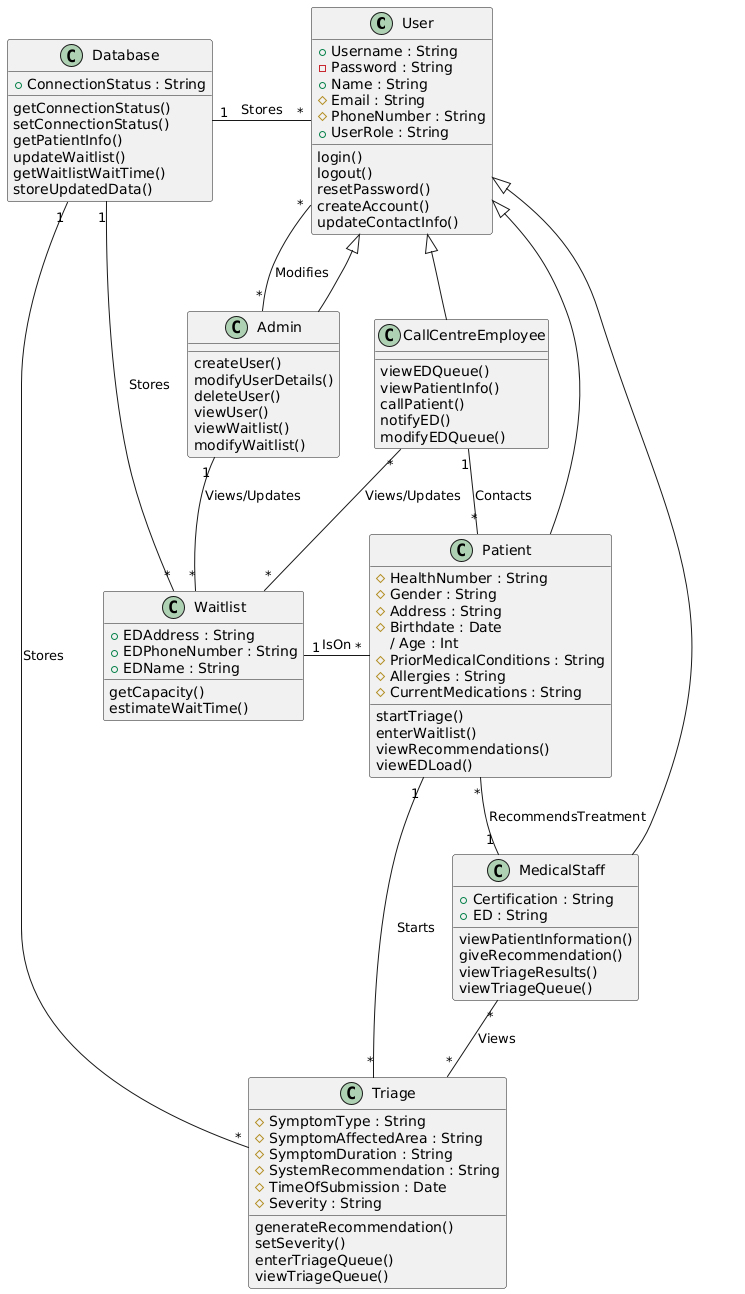 C User
Username : String
Password : String
Name : String
Email : String
PhoneNumber : String
UserRole : String
login()
logout()
resetPassword()
createAccount()
updateContactInfo()
C Database
ConnectionStatus : String
getConnectionStatus()
setConnectionStatus()
getPatientInfo()
updateWaitlist()
getWaitlistWaitTime()
storeUpdatedData()
1 Stores *
1
1
*
Modifies
*
C Admin
createUser()
modifyUserDetails()
deleteUser()
viewUser()
viewWaitlist()
modifyWaitlist()
C CallCentreEmployee
viewEDQueue()
viewPatientInfo()
callPatient()
notifyED()
modifyEDQueue()
Stores
1
Views/Updates
*
*
Views/Updates
*
1
Contacts
*
*
C Waitlist
EDAddress : String
EDPhoneNumber : String
EDName : String
getCapacity()
estimateWaitTime()
1 IsOn *
C Patient
HealthNumber : String
Gender : String
Address : String
Birthdate : Date
/ Age : Int
PriorMedicalConditions : String
Allergies : String
CurrentMedications : String
startTriage()
enterWaitlist()
viewRecommendations()
viewEDLoad()
Stores
1
*
RecommendsTreatment
1
C MedicalStaff
Certification : String
ED : String
viewPatientInformation()
giveRecommendation()
viewTriageResults()
viewTriageQueue()
Starts
*
Views
*
*
*
C Triage
SymptomType : String
SymptomAffectedArea : String
SymptomDuration : String
SystemRecommendation : String
TimeOfSubmission : Date
Severity : String
generateRecommendation()
setSeverity()
enterTriageQueue()
viewTriageQueue()